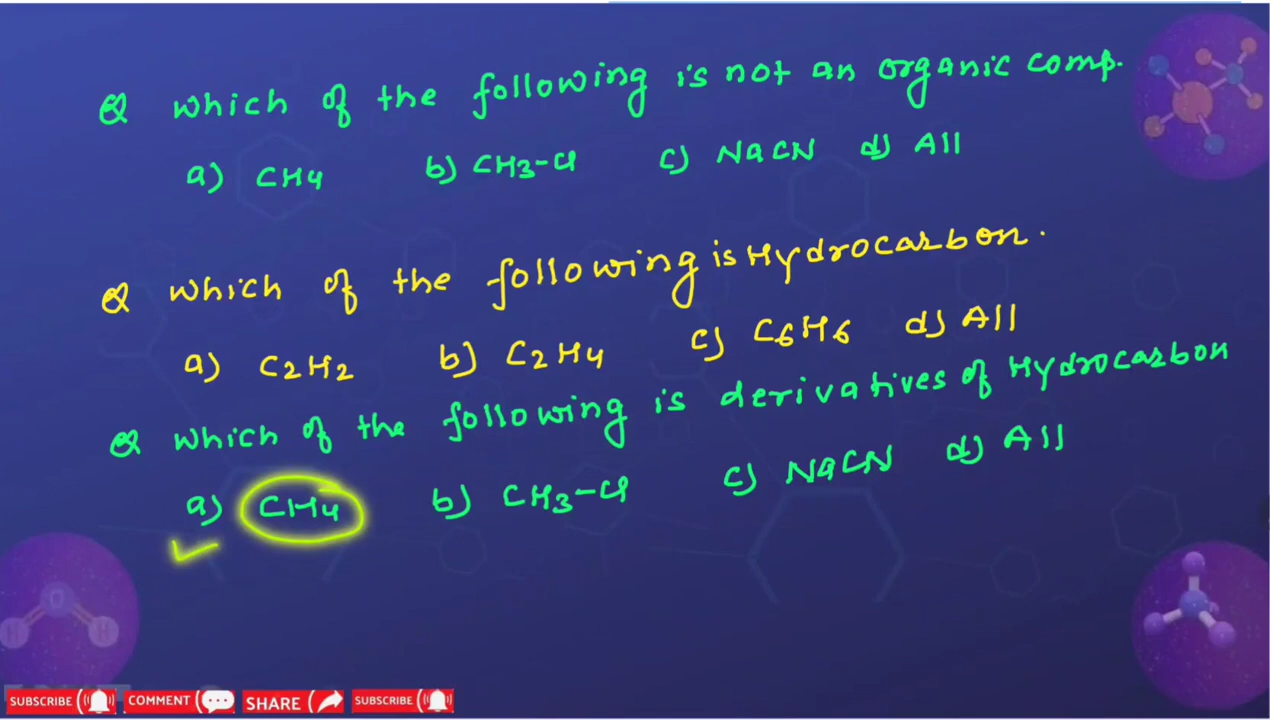 Q which of the following is not an organic comp.
a) CH4 b) CH3-Cl c) NaCN d) All
Q which of the following is Hydrocarbon.
a) C2H2 b) C2H4 c) C6H6 d) All
Q which of the following is derivatives of Hydrocarbon
a) CH4 b) CH3-Cl c) NaCN d) All
O
H H
SUBSCRIBE COMMENT SHARE SUBSCRIBE